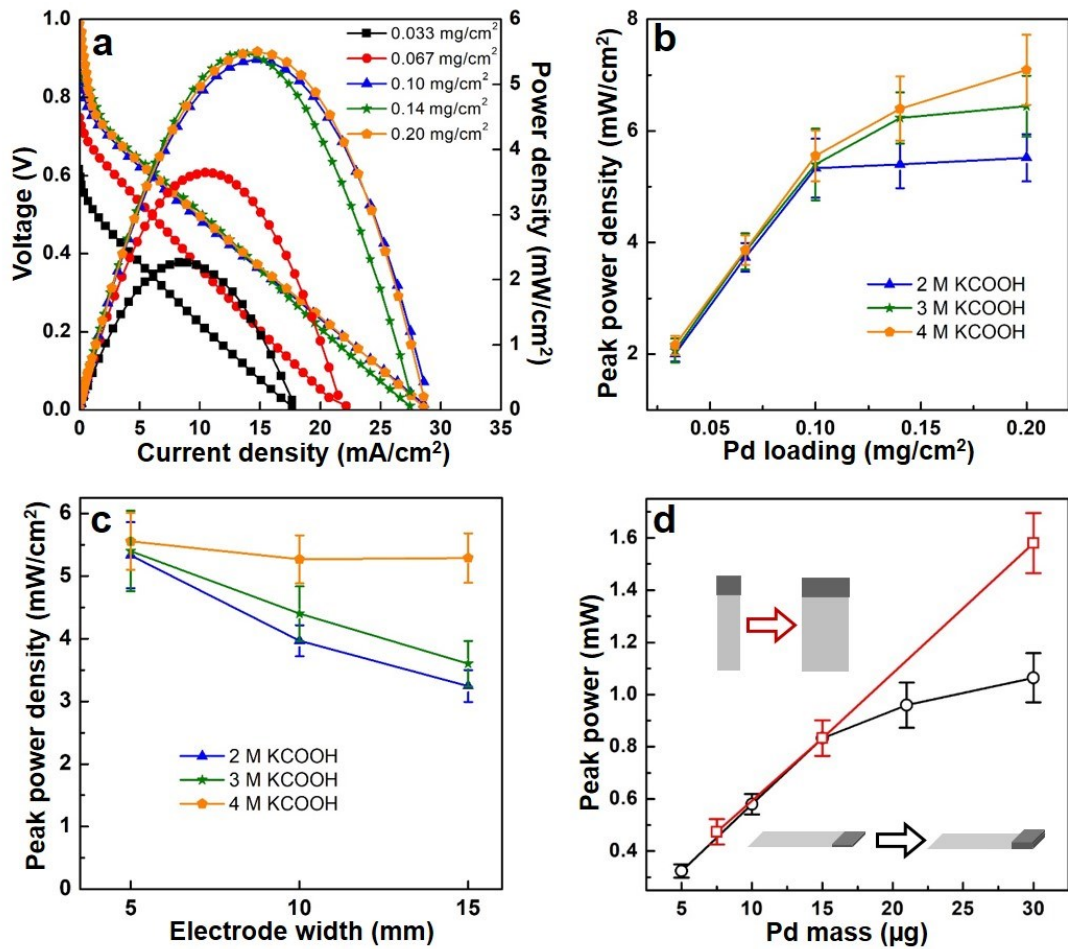 a
1.0
0.8
0.6
0.4
0.2
0.0
Voltage (V)
0 5 10 15 20 25 30 35
Current density (mA/cm²)
6
5
4
3
2
1
0
Power density (mW/cm²)
0.033 mg/cm²
0.067 mg/cm²
0.10 mg/cm²
0.14 mg/cm²
0.20 mg/cm²
b
8
6
4
2
Peak power density (mW/cm²)
2 M KCOOH
3 M KCOOH
4 M KCOOH
0.05 0.10 0.15 0.20
Pd loading (mg/cm²)
c
6
5
4
3
2
1
0
Peak power density (mW/cm²)
2 M KCOOH
3 M KCOOH
4 M KCOOH
5 10 15
Electrode width (mm)
d
1.6
1.2
0.8
0.4
Peak power (mW)
5 10 15 20 25 30
Pd mass (µg)